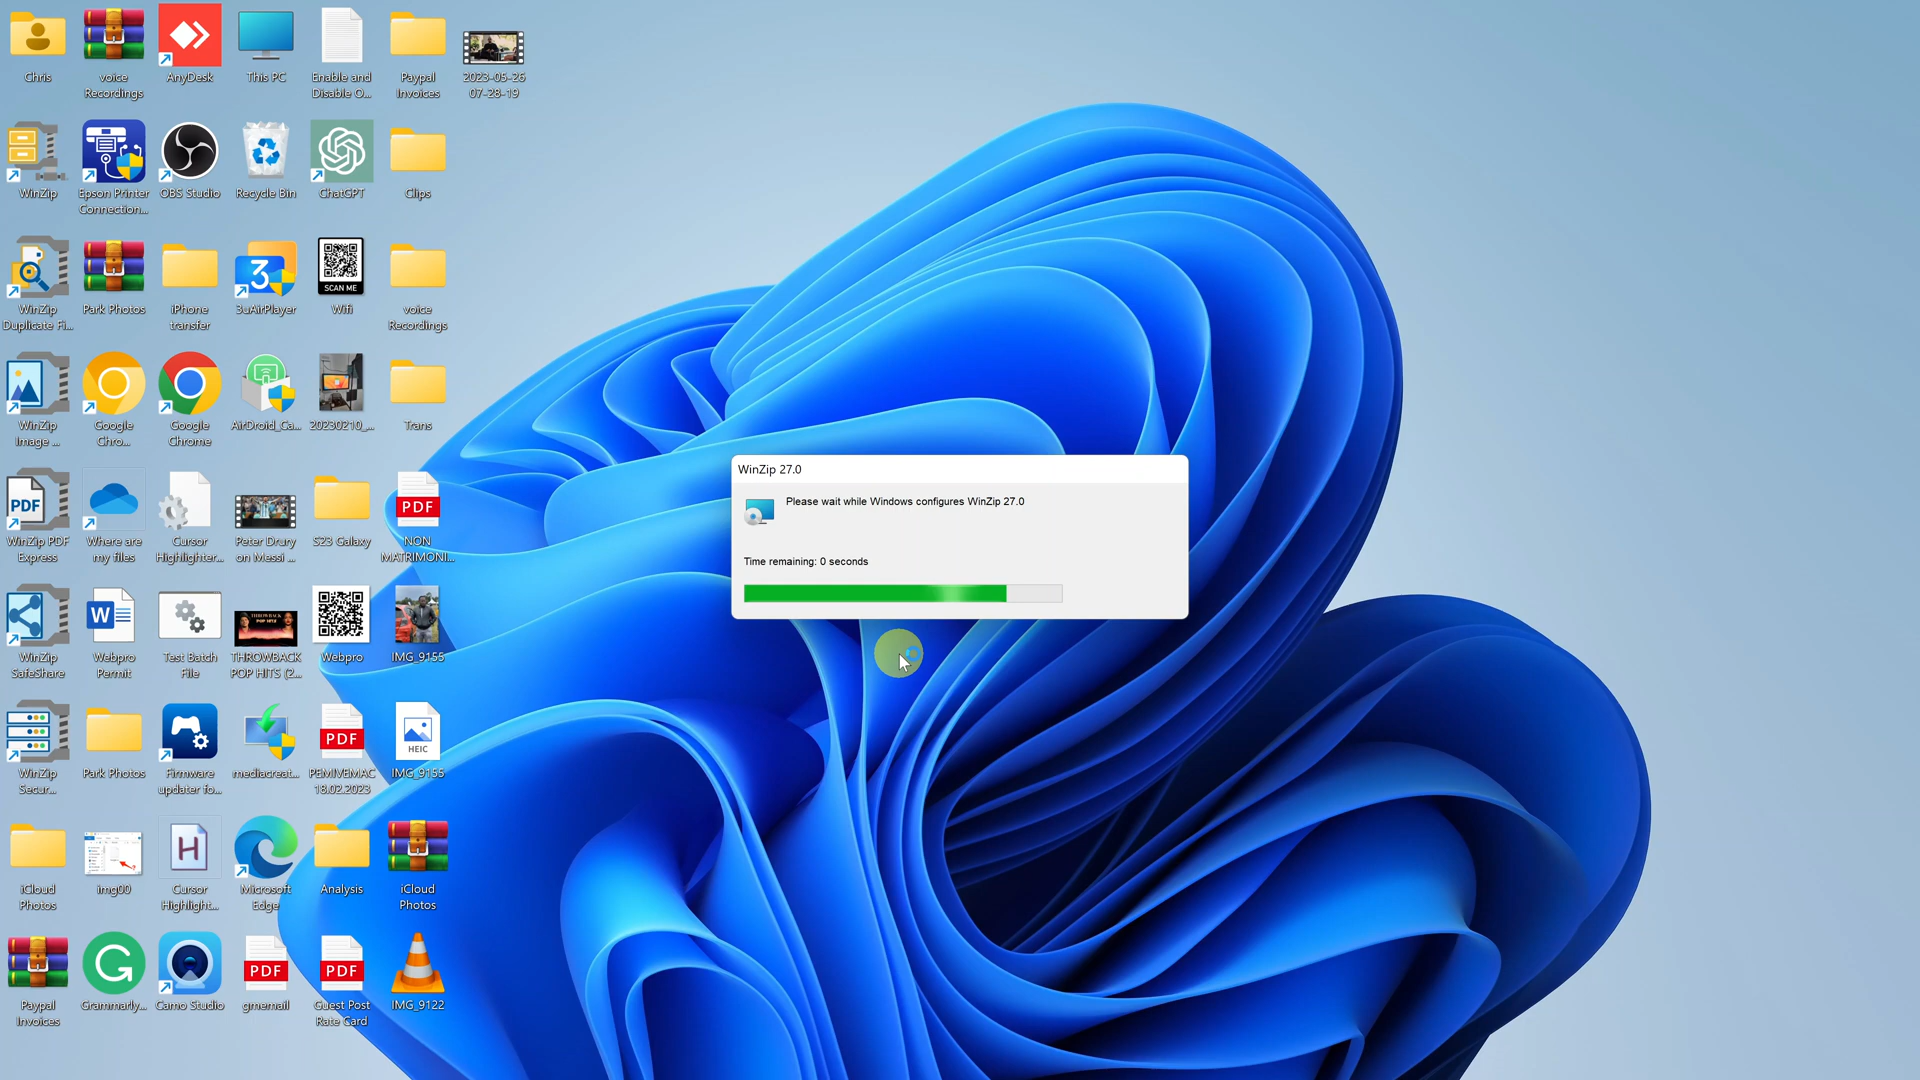 Chris
voice
Recordings
AnyDesk
This PC
Enable and
Disable O...
Paypal
Invoices
2023-05-26
07-28-19
WinZip
Epson Printer
Connection...
OBS Studio
Recycle Bin
ChatGPT
Clips
WinZip
Duplicate Fi...
Park Photos
iPhone
transfer
3
3uAirPlayer
SCAN ME
Wifi
voice
Recordings
WinZip
Image ...
Google
Chro...
Google
Chrome
AirDroid_Ca...
20230210_...
Trans
PDF
WinZip PDF
Express
Where are
my files
Cursor
Highlighter...
Peter Drury
on Messi ...
S23 Galaxy
PDF
NON
MATRIMONI...
WinZip 27.0
Please wait while Windows configures WinZip 27.0
Time remaining: 0 seconds
WinZip
SafeShare
W
Webpro
Permit
Test Batch
File
THROWBACK
POP HITS
THROWBACK
POP HITS (2...
Webpro
IMG_9155
WinZip
Secur...
Park Photos
Firmware
updater fo...
mediacreat...
PDF
PEMIVEMAC
18.02.2023
HEIC
IMG_9155
iCloud
Photos
img00
H
Cursor
Highlight...
Microsoft
Edge
Analysis
iCloud
Photos
Paypal
Invoices
Grammarly...
Camo Studio
PDF
gmemail
PDF
Guest Post
Rate Card
IMG_9122